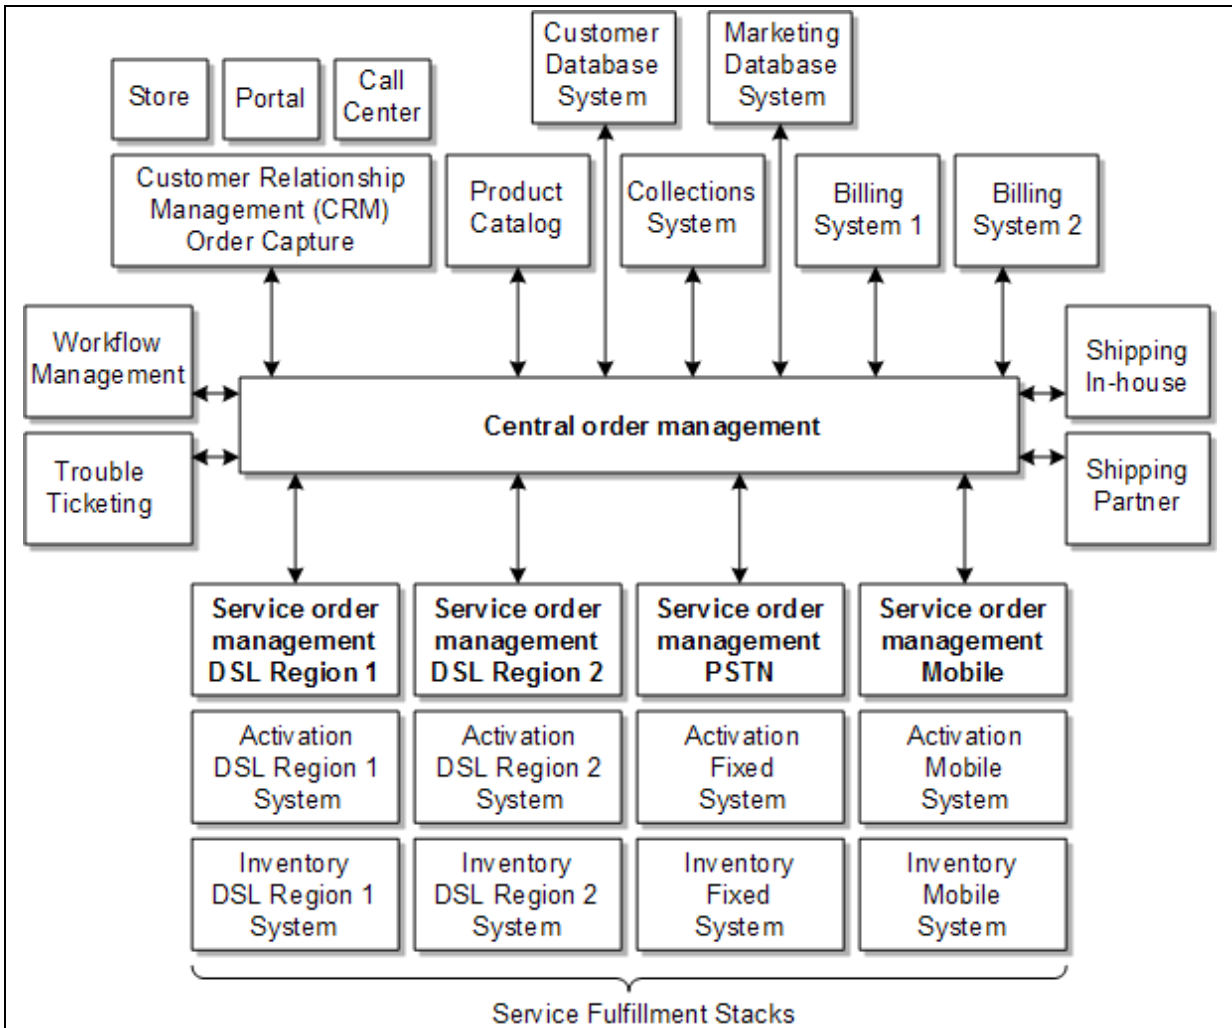 Customer
Database
System
Marketing
Database
System
Store
Portal
Call
Center
Customer Relationship
Management (CRM)
Order Capture
Product
Catalog
Collections
System
Billing
System 1
Billing
System 2
Workflow
Management
Shipping
In-house
Central order management
Trouble
Ticketing
Shipping
Partner
Service order
management
DSL Region 1
Service order
management
DSL Region 2
Service order
management
PSTN
Service order
management
Mobile
Activation
DSL Region 1
System
Activation
DSL Region 2
System
Activation
Fixed
System
Activation
Mobile
System
Inventory
DSL Region 1
System
Inventory
DSL Region 2
System
Inventory
Fixed
System
Inventory
Mobile
System
Service Fulfillment Stacks